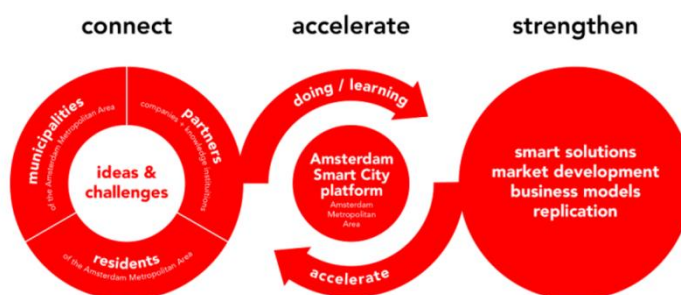 connect
accelerate
strengthen
municipalities
of the Amsterdam Metropolitan Area
partners
companies + knowledge institutions
ideas &
challenges
residents
of the Amsterdam Metropolitan Area
doing / learning
Amsterdam
Smart City
platform
Amsterdam
Metropolitan
Area
accelerate
smart solutions
market development
business models
replication